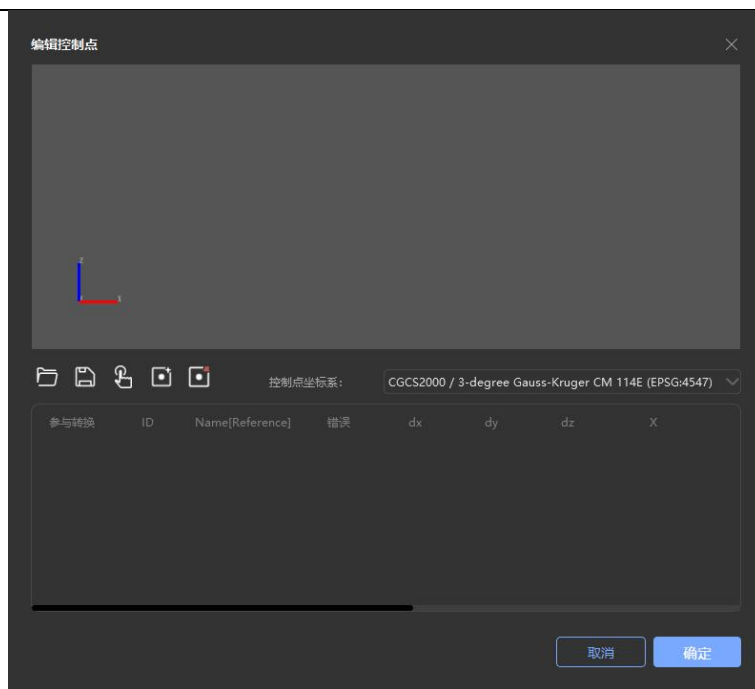 编辑控制点
z
x
控制点坐标系： CGCS2000 / 3-degree Gauss-Kruger CM 114E (EPSG:4547)
参与转换 ID Name[Reference] 错误 dx dy dz X
取消 确定